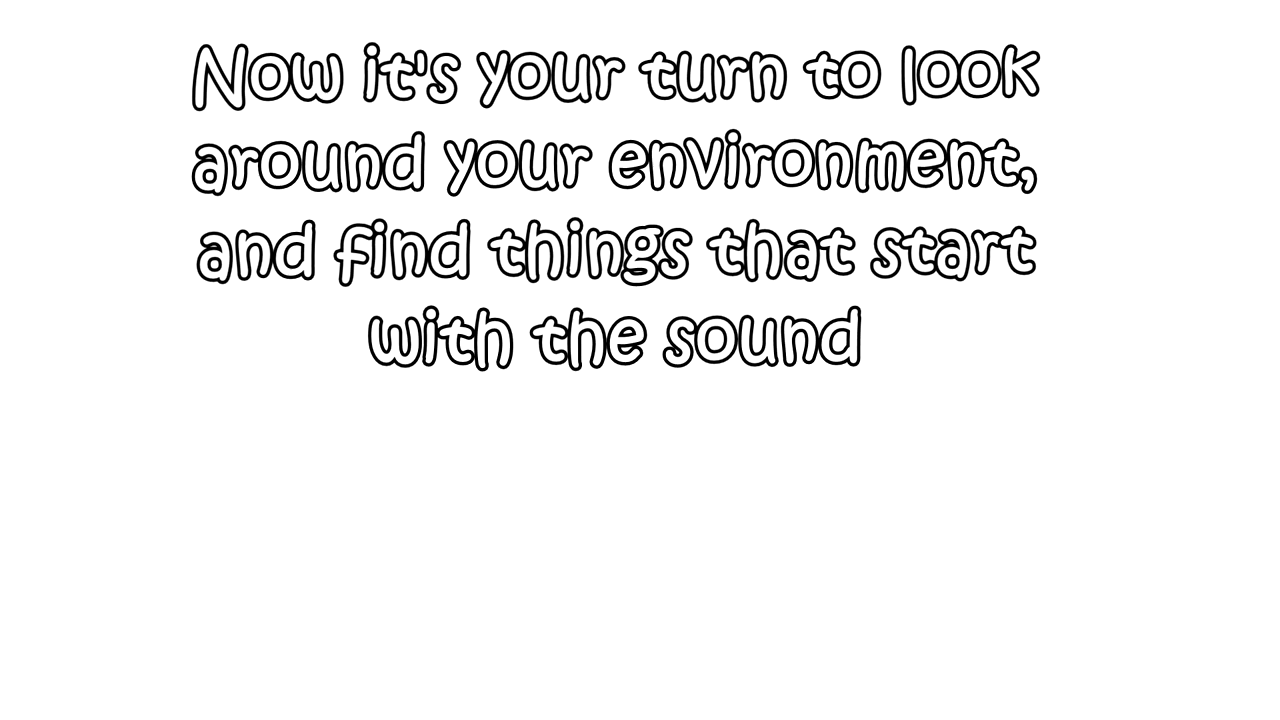 Now it's your turn to look
around your environment,
and find things that start
with the sound